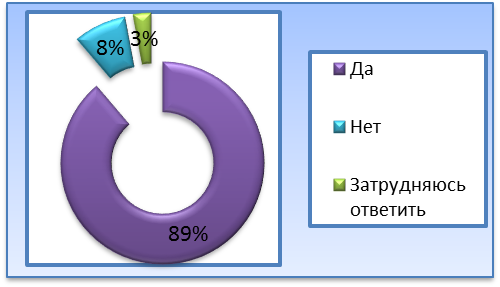 8%
3%
89%
Да
Нет
Затрудняюсь
ответить